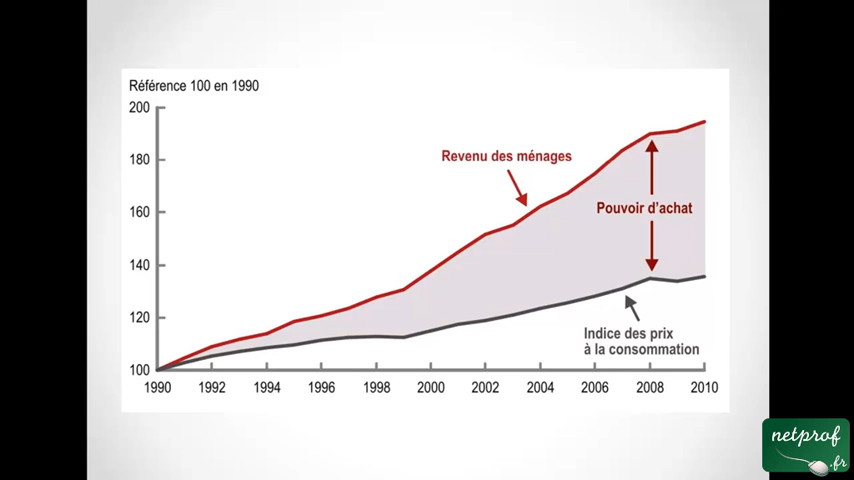 Référence 100 en 1990
200
180
160
140
120
100
Revenu des ménages
Pouvoir d'achat
Indice des prix
à la consommation
1990 1992 1994 1996 1998 2000 2002 2004 2006 2008 2010
netprof
.fr